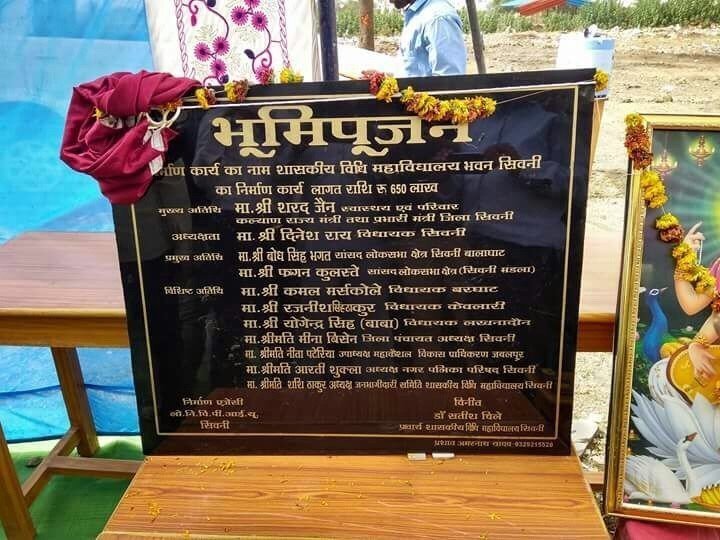 भूमिपूजन
र्माण कार्य का नाम शासकीय विधि महाविद्यालय भवन सिवनी
का निर्माण कार्य लागत राशि रू 650 लाख
मुख्य अतिथि मा.श्री शरद जैन स्वास्थ्य एवं परिवार
कल्याण राज्य मंत्री तथा प्रभारी मंत्री जिला सिवनी
अध्यक्षता मा.श्री दिनेश राय विधायक सिवनी
प्रमुख अतिथि मा.श्री बोध सिंह भगत सांसद लोकसभा क्षेत्र सिवनी बालाघाट
मा.श्री फग्गन कुलस्ते सांसद लोकसभा क्षेत्र (सिवनी मंडला)
विशिष्ट अतिथि मा.श्री कमल मर्सकोले विधायक बरघाट
मा.श्री रजनीश ठाकुर विधायक केवलारी
मा.श्री योगेन्द्र सिंह (बाबा) विधायक लखनादौन
मा.श्रीमति मीना बिसेन जिला पंचायत अध्यक्ष सिवनी
मा. श्रीमति नीता पटेरिया उपाध्यक्ष महाकौशल विकास प्राधिकरण जबलपुर
मा.श्रीमति आरती शुक्ला अध्यक्ष नगर पालिका परिषद सिवनी
मा.श्रीमति शशि ठाकुर अध्यक्ष जनभागीदारी समिति शासकीय विधि महाविद्यालय सिवनी
निर्माण एजेंसी
लो.नि.वि.पी.आई.यू.
सिवनी
विनीत
डॉ सतीश चिले
प्राचार्य शासकीय विधि महाविद्यालय सिवनी
अमरनाथ यादव-9329215528